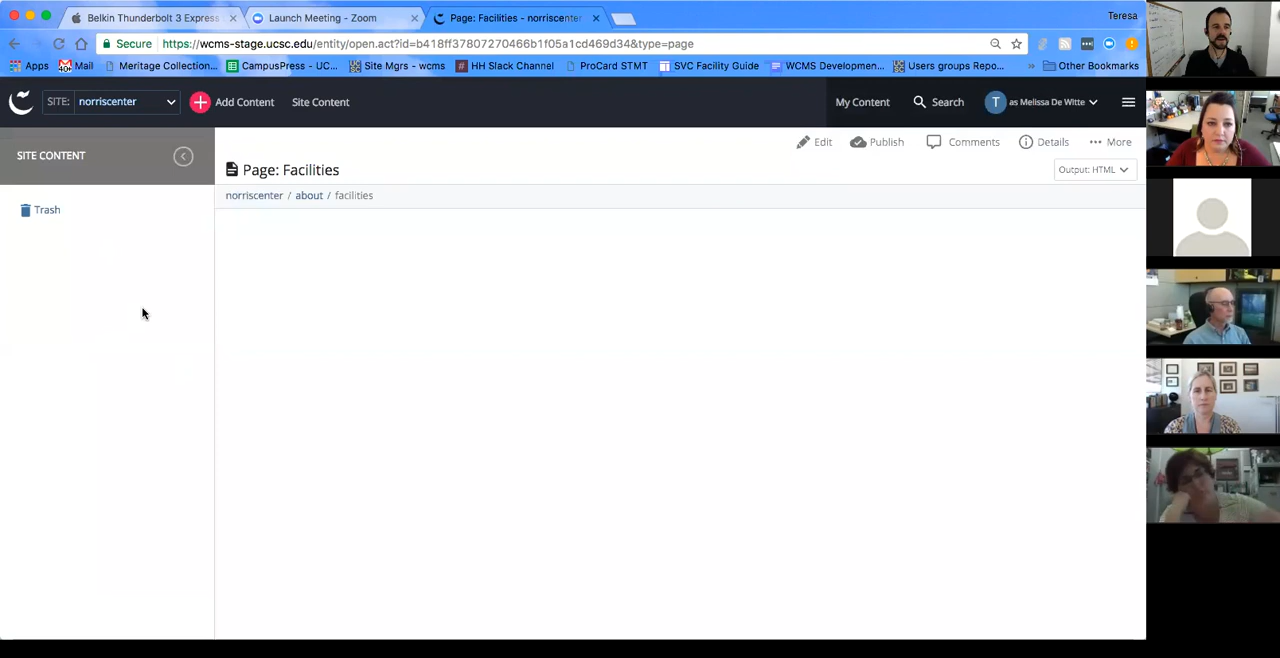 Belkin Thunderbolt 3 Express
Launch Meeting - Zoom
Page: Facilities - norriscenter
Teresa
Secure
https://wcms-stage.ucsc.edu/entity/open.act?id=b418ff37807270466b1f05a1cd469d34&type=page
Apps
40+
Mail
Meritage Collection...
CampusPress - UC...
Site Mgrs - wcms
HH Slack Channel
ProCard STMT
SVC Facility Guide
WCMS Developmen...
Users groups Repo...
Other Bookmarks
SITE:
norriscenter
Add Content
Site Content
My Content
Search
T
as Melissa De Witte
SITE CONTENT
Edit
Publish
Comments
Details
More
Page: Facilities
Output: HTML
norriscenter / about / facilities
Trash